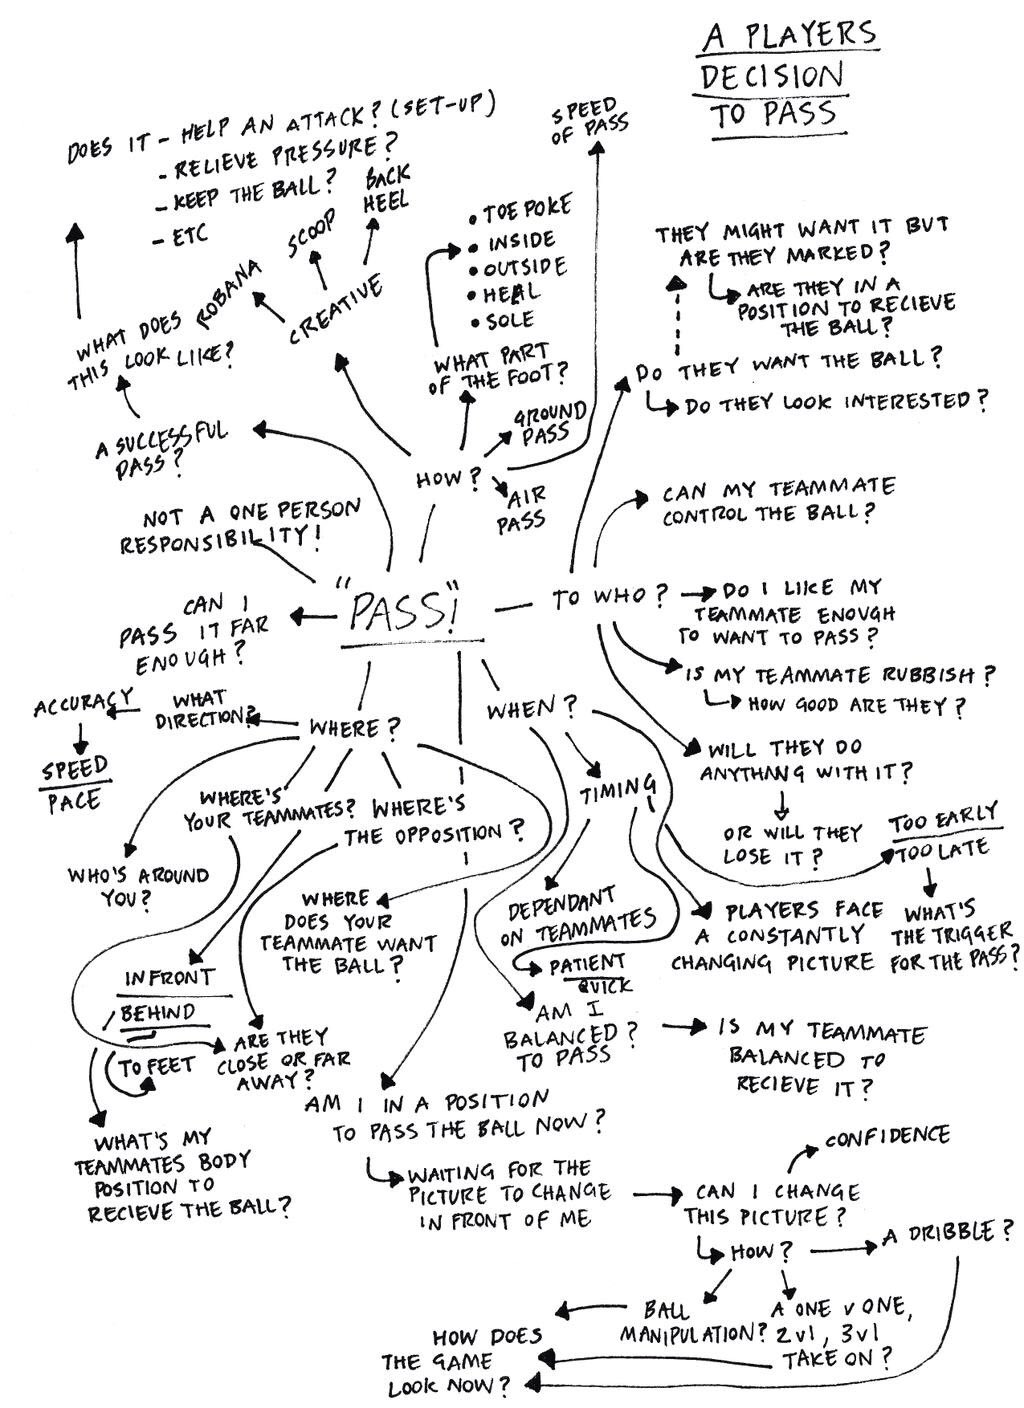 A PLAYERS
DECISION
TO PASS
DOES IT - HELP AN ATTACK? (SET-UP)
- RELIEVE PRESSURE?
- KEEP THE BALL?
- ETC
SPEED
OF PASS
BACK
HEEL
SCOOP
ROBANA
CREATIVE
• TOE POKE
• INSIDE
• OUTSIDE
• HEAL
• SOLE
THEY MIGHT WANT IT BUT
ARE THEY MARKED?
ARE THEY IN A
POSITION TO RECIEVE
THE BALL?
WHAT DOES
THIS LOOK LIKE?
WHAT PART
OF THE FOOT?
DO THEY WANT THE BALL?
DO THEY LOOK INTERESTED?
A SUCCESSFUL
PASS?
GROUND
PASS
HOW?
AIR
PASS
CAN MY TEAMMATE
CONTROL THE BALL?
NOT A ONE PERSON
RESPONSIBILITY!
"PASS!"
TO WHO?
DO I LIKE MY
TEAMMATE ENOUGH
TO WANT TO PASS?
CAN I
PASS IT FAR
ENOUGH?
IS MY TEAMMATE RUBBISH?
HOW GOOD ARE THEY?
ACCURACY
WHAT
DIRECTION?
WHERE?
WHEN?
SPEED
PACE
WILL THEY DO
ANYTHNG WITH IT?
TIMING
WHERE'S
YOUR TEAMMATES?
WHERE'S
THE OPPOSITION?
OR WILL THEY
LOSE IT?
TOO EARLY
TOO LATE
WHO'S AROUND
YOU?
WHERE
DOES YOUR
TEAMMATE WANT
THE BALL?
DEPENDANT
ON TEAMMATES
PLAYERS FACE
A CONSTANTLY
CHANGING PICTURE
WHAT'S
THE TRIGGER
FOR THE PASS?
PATIENT
QUICK
IN FRONT
BEHIND
TO FEET
ARE THEY
CLOSE OR FAR
AWAY?
AM I
BALANCED?
TO PASS
IS MY TEAMMATE
BALANCED TO
RECIEVE IT?
AM I IN A POSITION
TO PASS THE BALL NOW?
WHAT'S MY
TEAMMATES BODY
POSITION TO
RECIEVE THE BALL?
WAITING FOR THE
PICTURE TO CHANGE
IN FRONT OF ME
CONFIDENCE
CAN I CHANGE
THIS PICTURE?
HOW?
A DRIBBLE?
BALL
MANIPULATION?
A ONE V ONE,
2v1, 3v1
TAKE ON?
HOW DOES
THE GAME
LOOK NOW?